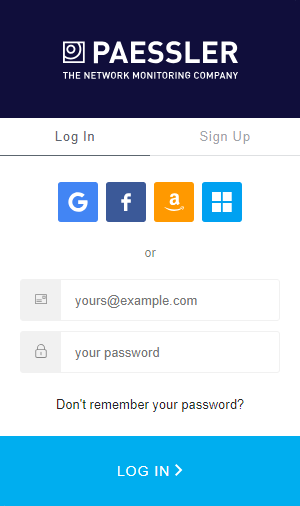 PAESSLER
THE NETWORK MONITORING COMPANY
Log In
Sign Up
or
yours@example.com
your password
Don't remember your password?
LOG IN